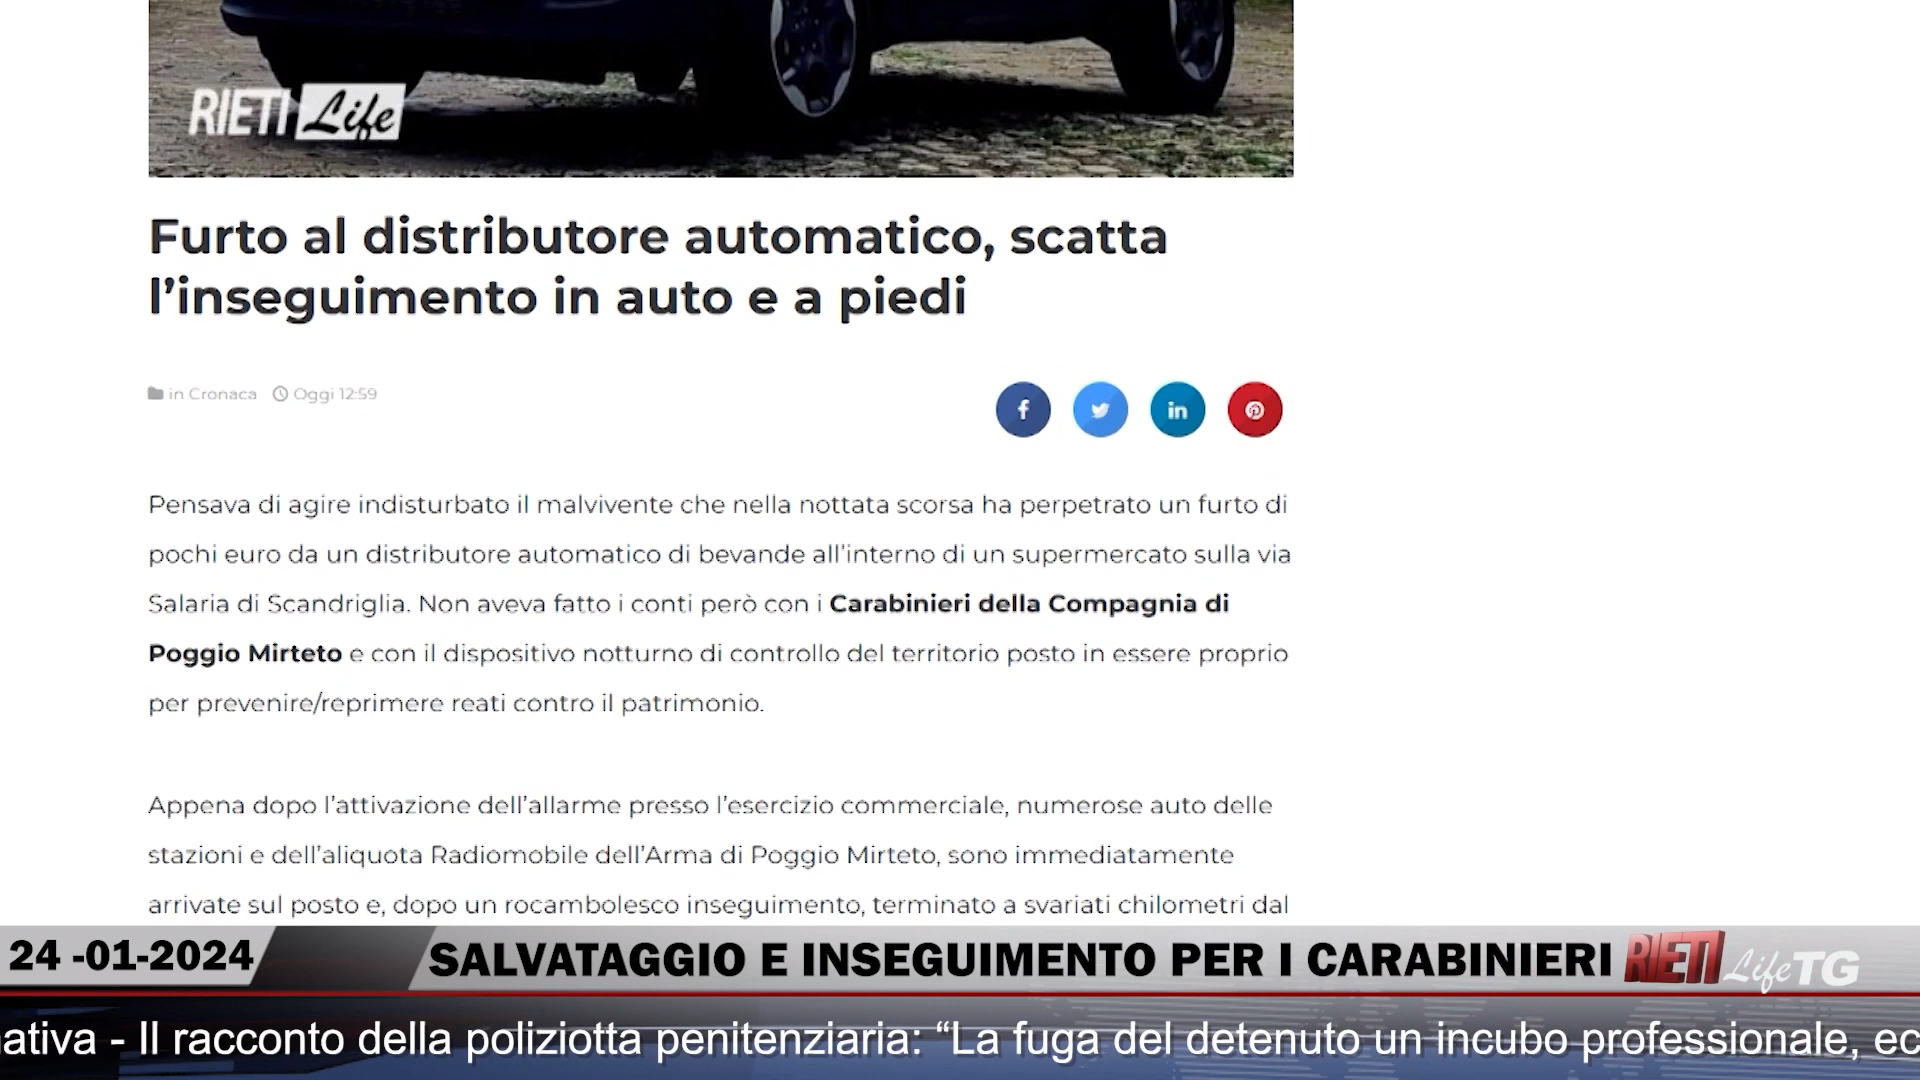 RIETI Life
Furto al distributore automatico, scatta
l’inseguimento in auto e a piedi
in Cronaca Oggi 12:59
Pensava di agire indisturbato il malvivente che nella nottata scorsa ha perpetrato un furto di
pochi euro da un distributore automatico di bevande all’interno di un supermercato sulla via
Salaria di Scandriglia. Non aveva fatto i conti però con i Carabinieri della Compagnia di
Poggio Mirteto e con il dispositivo notturno di controllo del territorio posto in essere proprio
per prevenire/reprimere reati contro il patrimonio.
Appena dopo l’attivazione dell’allarme presso l’esercizio commerciale, numerose auto delle
stazioni e dell’aliquota Radiomobile dell’Arma di Poggio Mirteto, sono immediatamente
arrivate sul posto e, dopo un rocambolesco inseguimento, terminato a svariati chilometri dal
24 -01-2024 SALVATAGGIO E INSEGUIMENTO PER I CARABINIERI RIETI Life TG
ativa - Il racconto della poliziotta penitenziaria: “La fuga del detenuto un incubo professionale, ec